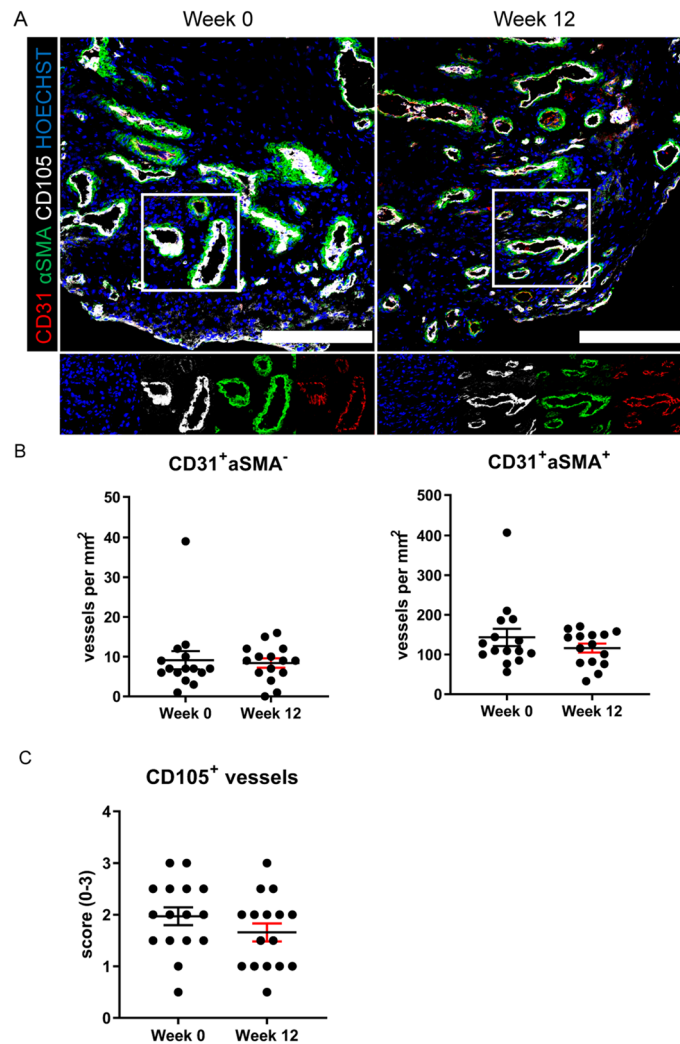 A
Week 0
Week 12
CD31 αSMA CD105 HOECHST
B
CD31+aSMA-
vessels per mm2
50
40
30
20
10
0
Week 0
Week 12
CD31+aSMA+
vessels per mm2
500
400
300
200
100
0
Week 0
Week 12
C
CD105+ vessels
score (0-3)
4
3
2
1
0
Week 0
Week 12